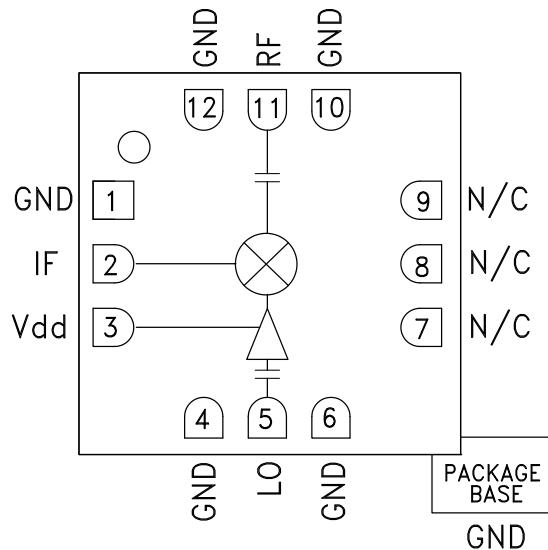 GND
RF
GND
12
11
10
GND
1
9
N/C
IF
2
8
N/C
Vdd
3
7
N/C
4
5
6
GND
LO
GND
PACKAGE
BASE
GND